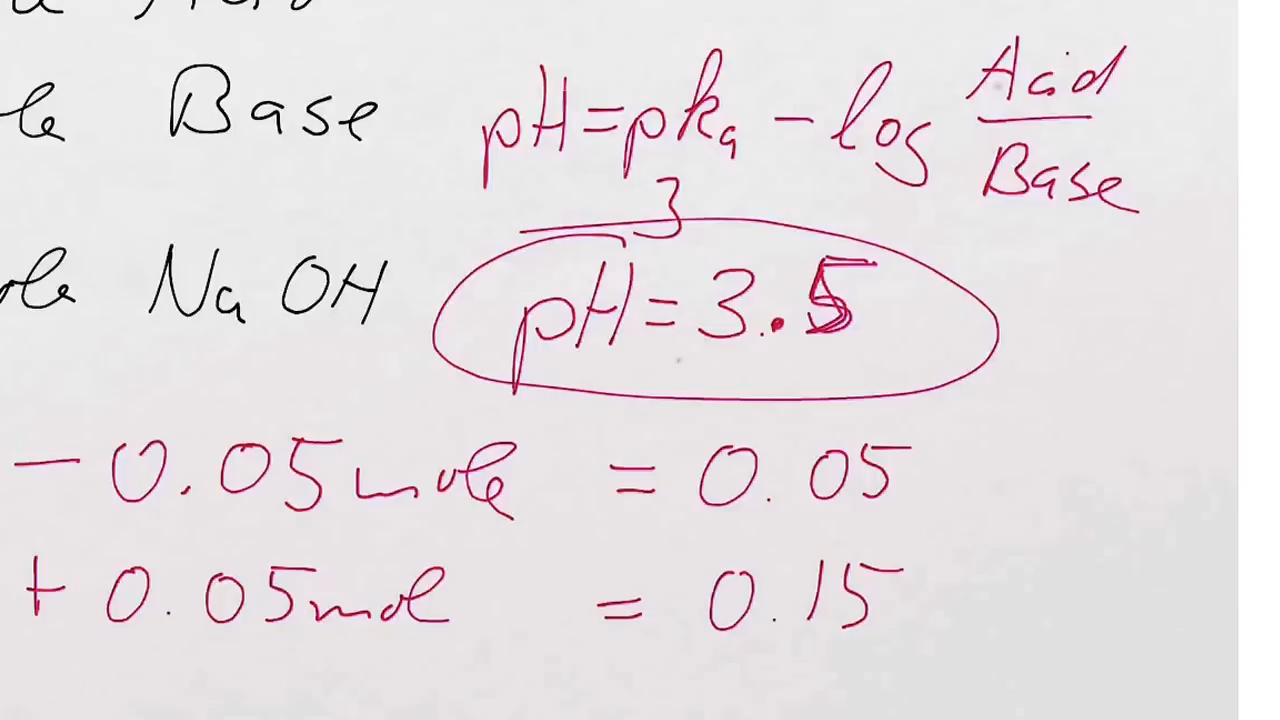 Base
pH = pka - log Acid / Base
3
NaOH
pH = 3.5
- 0.05 mole = 0.05
+ 0.05 mol = 0.15